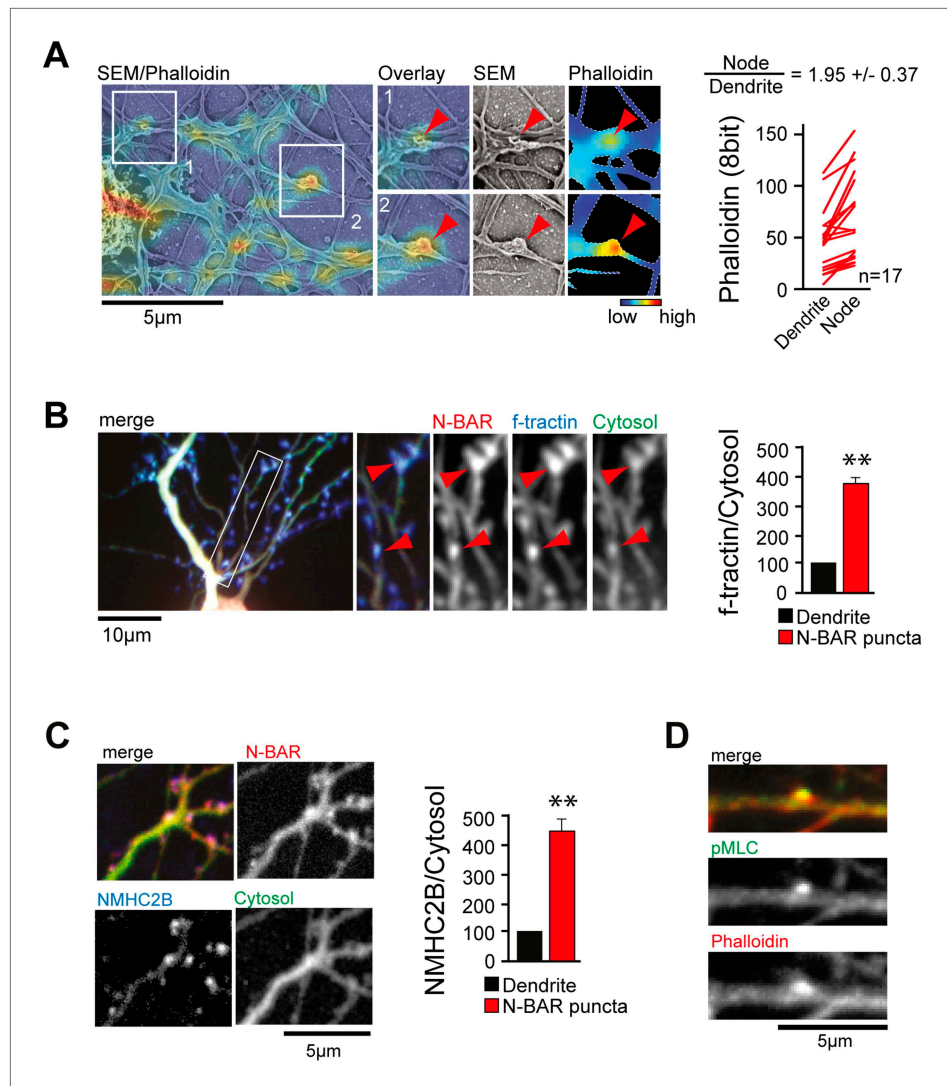 A
SEM/Phalloidin
Overlay
SEM
Phalloidin
1
2
1
2
5µm
low high
Node
Dendrite
= 1.95 +/- 0.37
Phalloidin (8bit)
150
100
50
0
n=17
Dendrite
Node
B
merge
N-BAR
f-tractin
Cytosol
10µm
f-tractin/Cytosol
500
400
300
200
100
0
**
Dendrite
N-BAR puncta
C
merge
N-BAR
NMHC2B
Cytosol
5µm
NMHC2B/Cytosol
500
400
300
200
100
0
**
Dendrite
N-BAR puncta
D
merge
pMLC
Phalloidin
5µm